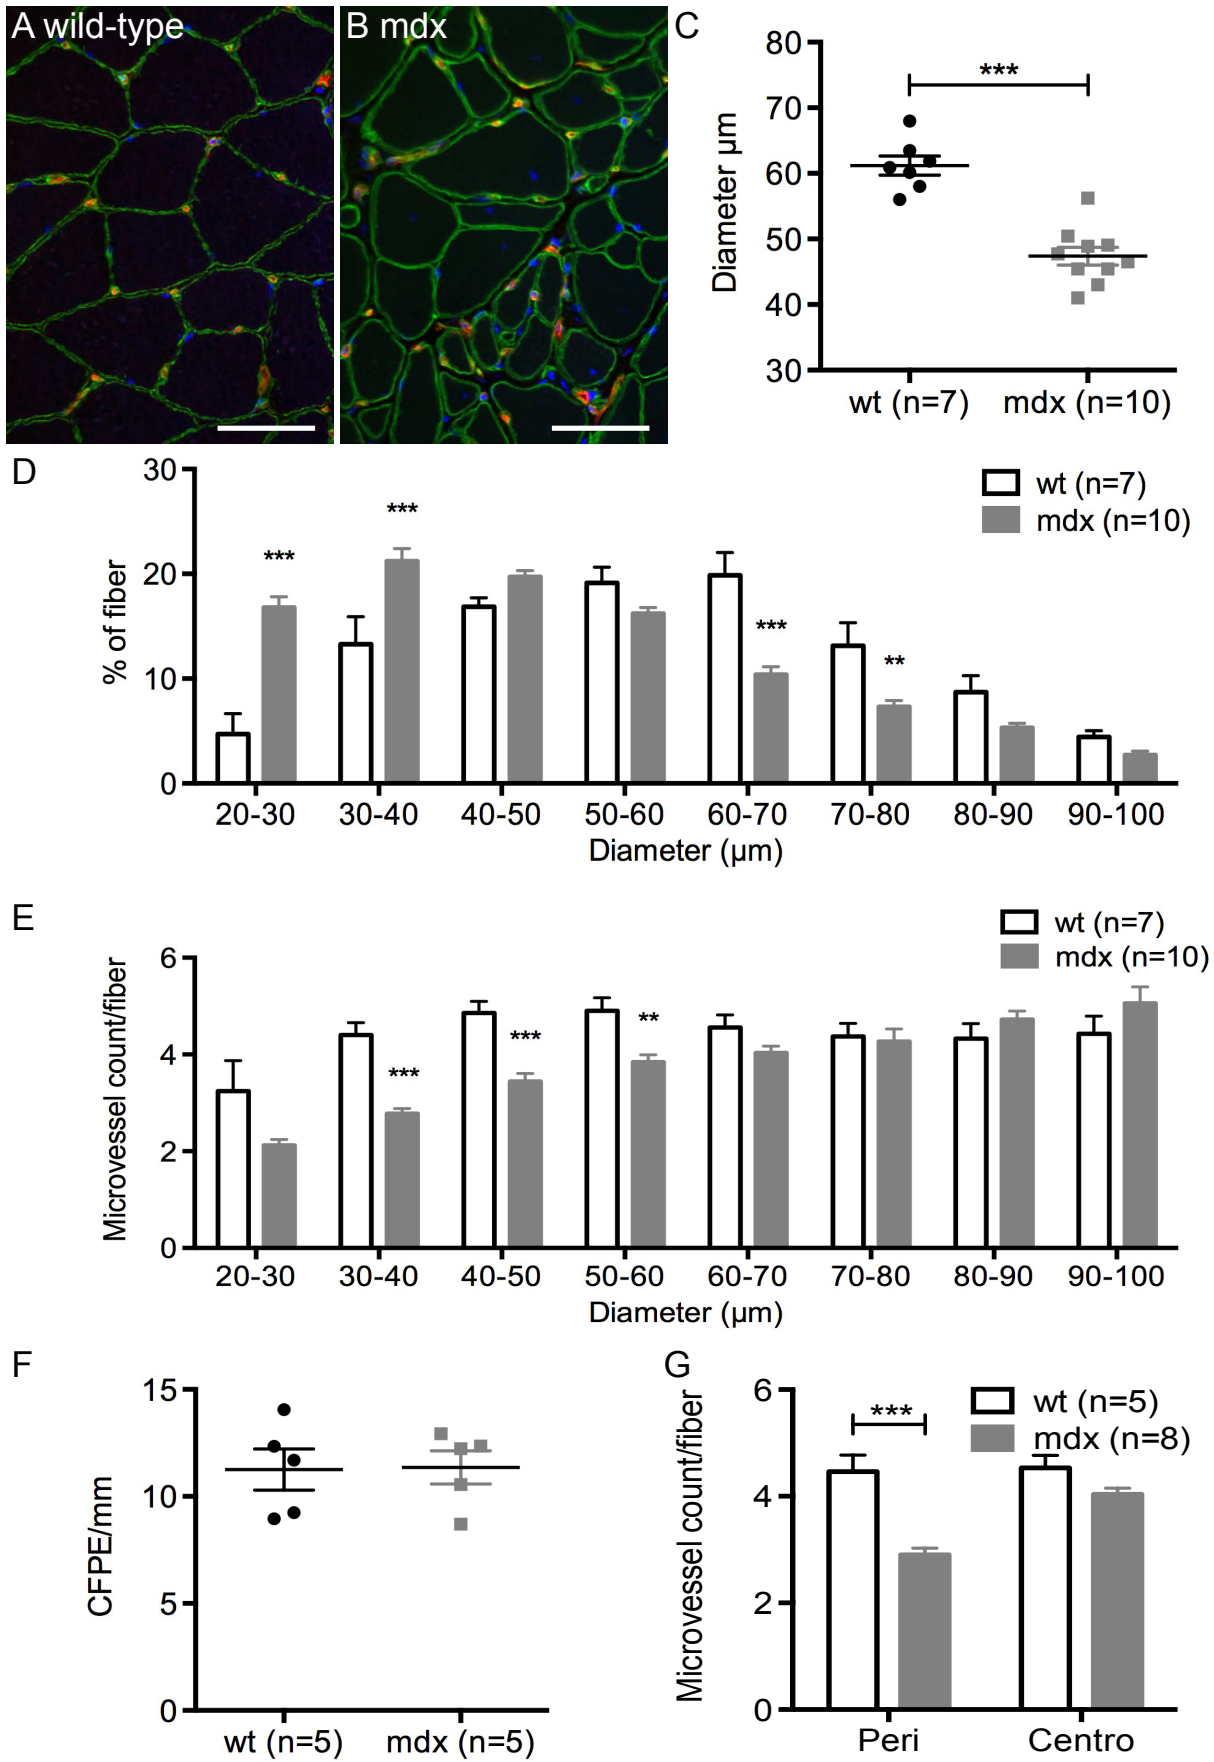 A wild-type
B mdx
C
80
70
60
50
40
30
Diameter µm
***
wt (n=7) mdx (n=10)
D
30
20
10
0
% of fiber
wt (n=7)
mdx (n=10)
***
***
***
**
20-30 30-40 40-50 50-60 60-70 70-80 80-90 90-100
Diameter (µm)
E
6
4
2
0
Microvessel count/fiber
wt (n=7)
mdx (n=10)
***
***
**
20-30 30-40 40-50 50-60 60-70 70-80 80-90 90-100
Diameter (µm)
F
15
10
5
0
CFPE/mm
wt (n=5) mdx (n=5)
G
6
4
2
0
Microvessel count/fiber
***
wt (n=5)
mdx (n=8)
Peri Centro